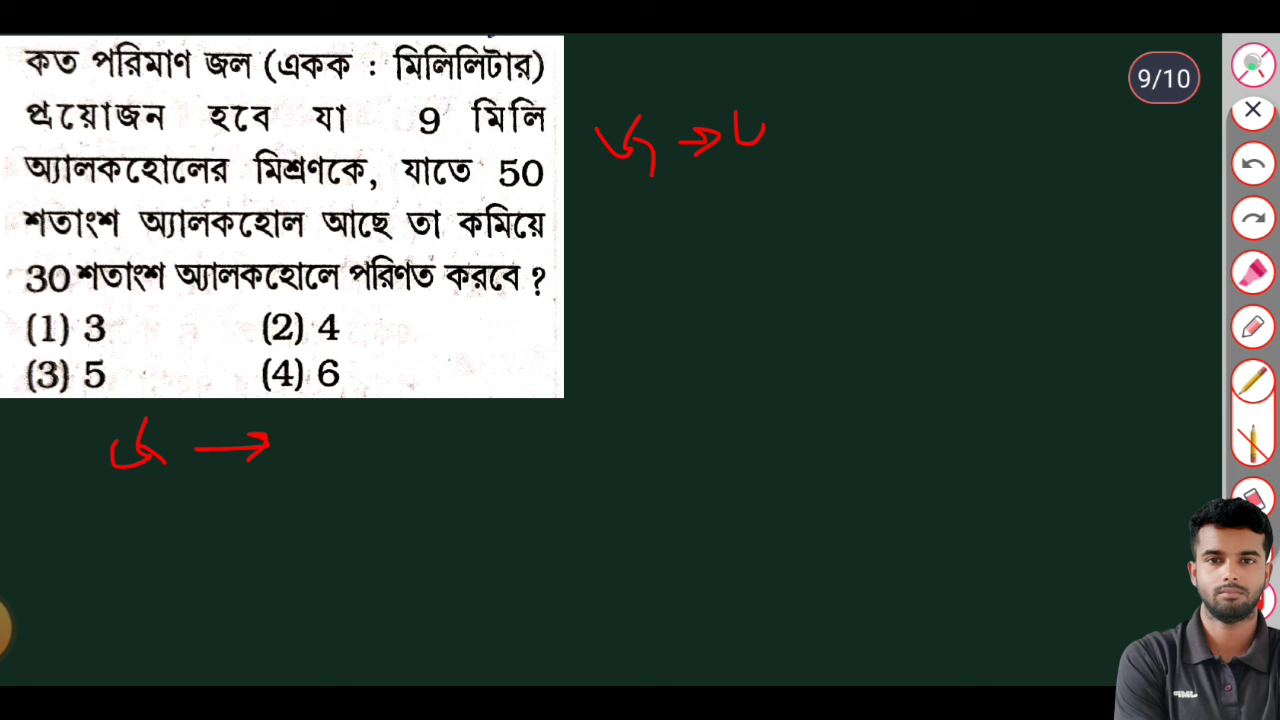 কত পরিমাণ জল (একক : মিলিলিটার)
প্রয়োজন হবে যা 9 মিলি
অ্যালকহোলের মিশ্রণকে, যাতে 50
শতাংশ অ্যালকহোল আছে তা কমিয়ে
30 শতাংশ অ্যালকহোলে পরিণত করবে ?
(1) 3 (2) 4
(3) 5 (4) 6
9/10